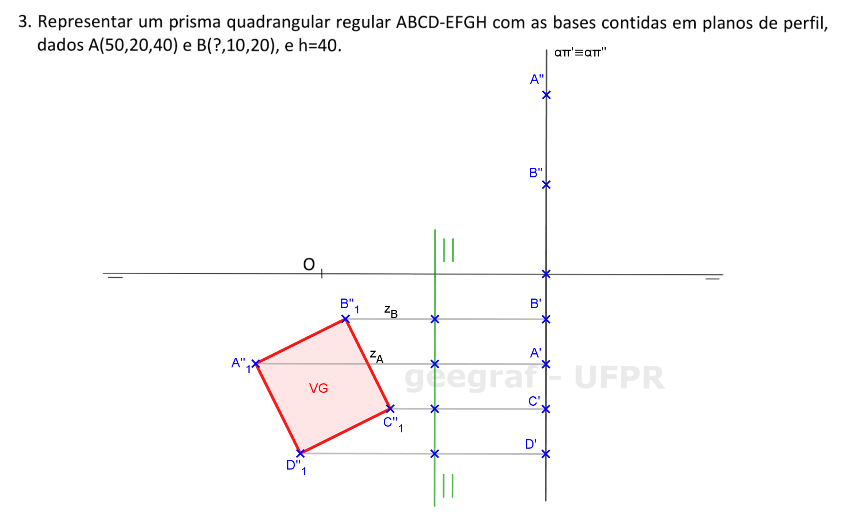 3. Representar um prisma quadrangular regular ABCD-EFGH com as bases contidas em planos de perfil,
dados A(50,20,40) e B(?,10,20), e h=40.
απ'≡απ"
A"
B"
O
B"1
zB
B'
A"1
zA
A'
geegraf - UFPR
VG
C"1
C'
D"1
D'